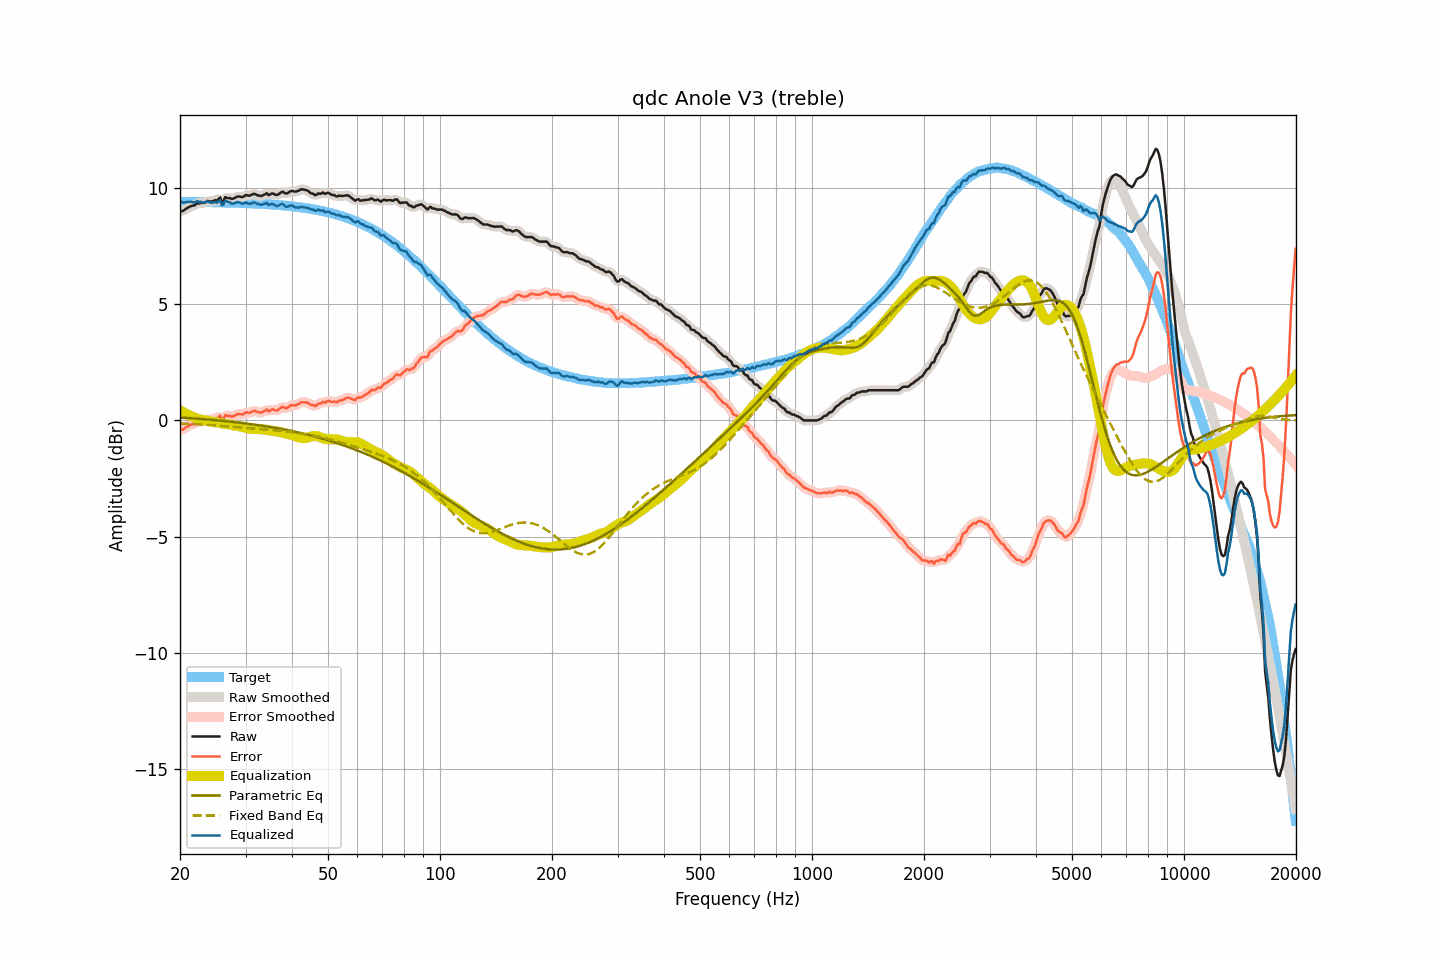 qdc Anole V3 (treble)
Amplitude (dBr)
10
5
0
−5
−10
−15
Target
Raw Smoothed
Error Smoothed
Raw
Error
Equalization
Parametric Eq
Fixed Band Eq
Equalized
20 50 100 200 500 1000 2000 5000 10000 20000
Frequency (Hz)